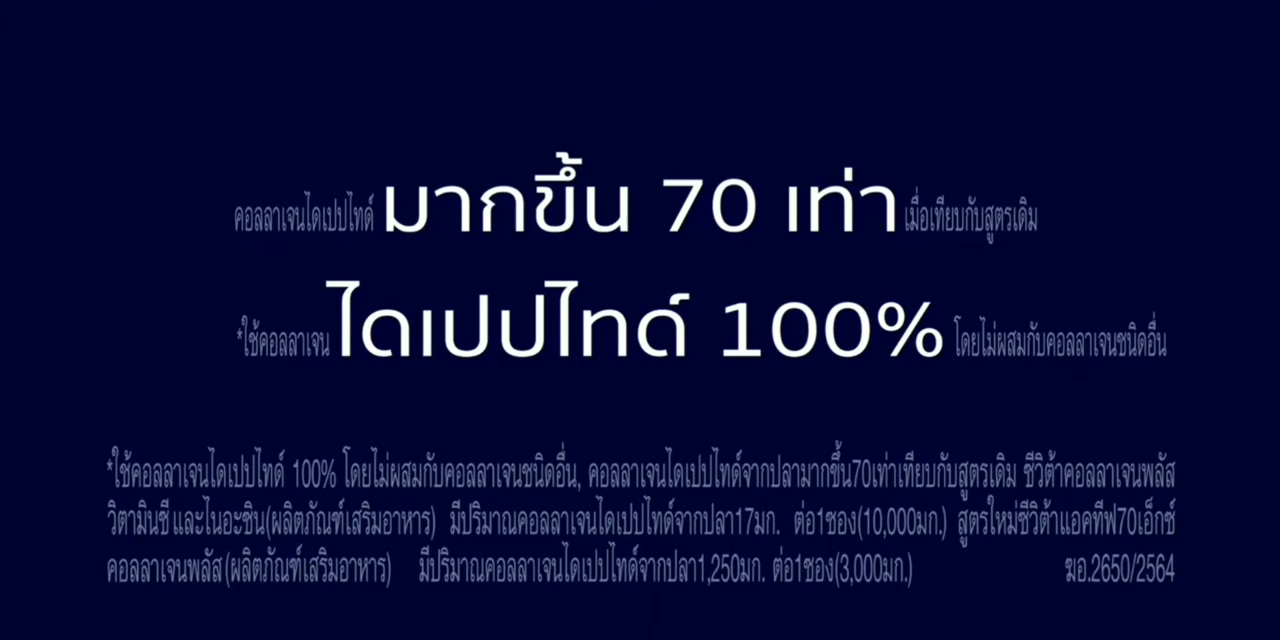 คอลลาเจนไดเปปไทด์ มากขึ้น 70 เท่า เมื่อเทียบกับสูตรเดิม
*ใช้คอลลาเจน ไดเปปไทด์ 100% โดยไม่ผสมกับคอลลาเจนชนิดอื่น
*ใช้คอลลาเจนไดเปปไทด์ 100% โดยไม่ผสมกับคอลลาเจนชนิดอื่น, คอลลาเจนไดเปปไทด์จากปลามากขึ้น70เท่าเทียบกับสูตรเดิม ชีวิต้าคอลลาเจนพลัส
วิตามินซี และไนอะซิน(ผลิตภัณฑ์เสริมอาหาร) มีปริมาณคอลลาเจนไดเปปไทด์จากปลา17มก. ต่อ1ซอง(10,000มก.) สูตรใหม่ชีวิต้าแอคทีฟ70เอ็กซ์
คอลลาเจนพลัส (ผลิตภัณฑ์เสริมอาหาร) มีปริมาณคอลลาเจนไดเปปไทด์จากปลา1,250มก. ต่อ1ซอง(3,000มก.) ฆอ.2650/2564